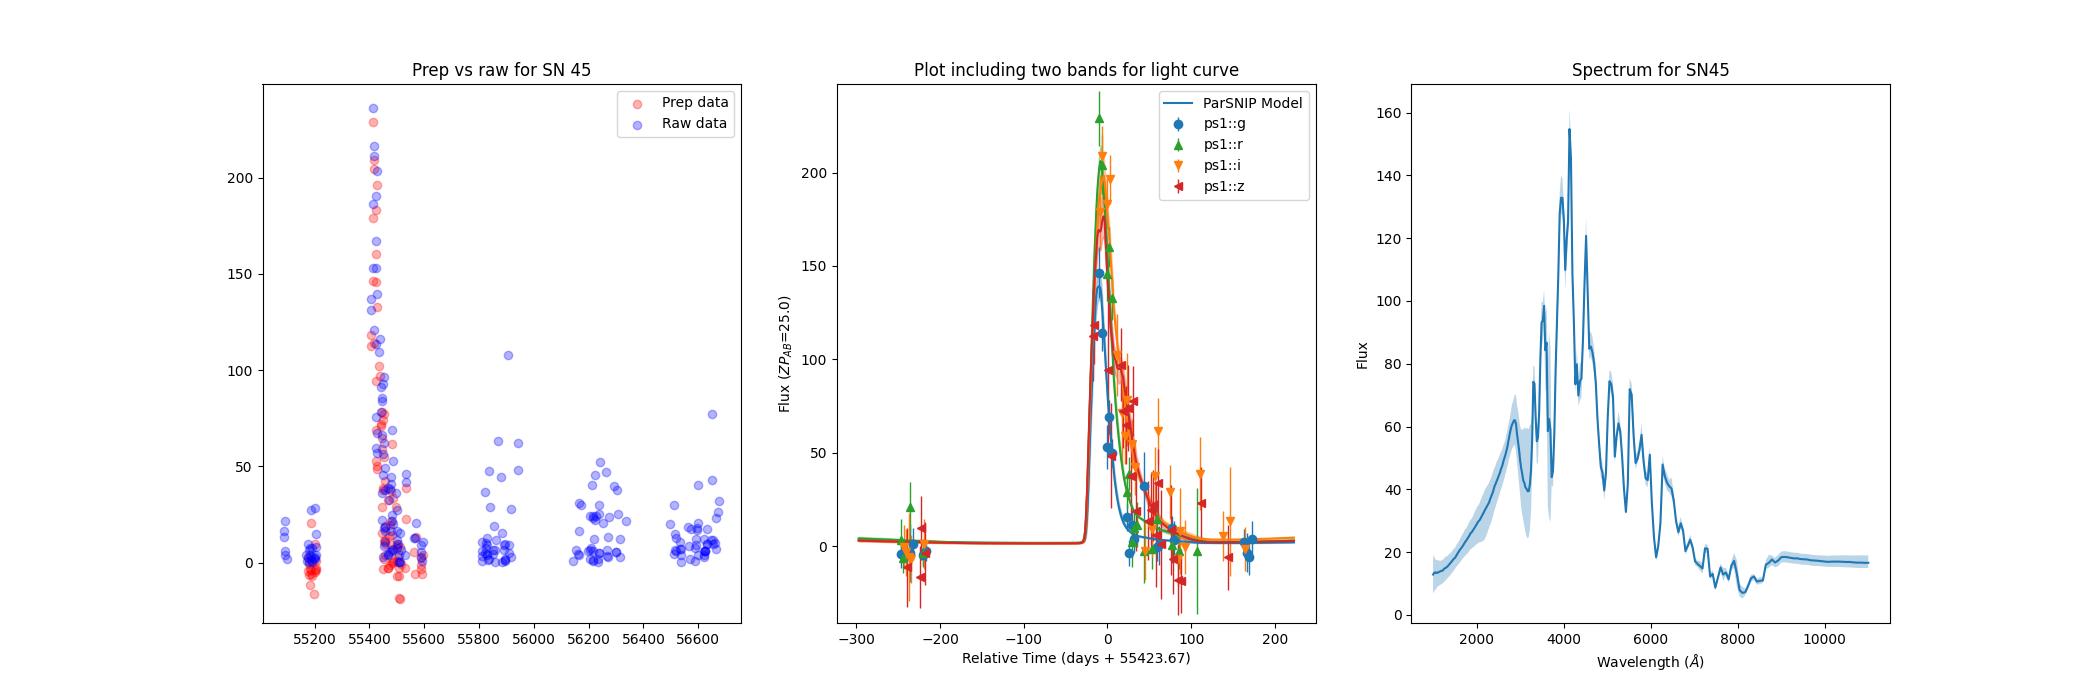 Prep vs raw for SN 45
Prep data
Raw data
200
150
100
50
0
55200 55400 55600 55800 56000 56200 56400 56600
Plot including two bands for light curve
ParSNIP Model
ps1::g
ps1::r
ps1::i
ps1::z
Flux (ZP_AB=25.0)
200
150
100
50
0
−300 −200 −100 0 100 200
Relative Time (days + 55423.67)
Spectrum for SN45
Flux
160
140
120
100
80
60
40
20
0
2000 4000 6000 8000 10000
Wavelength (Å)